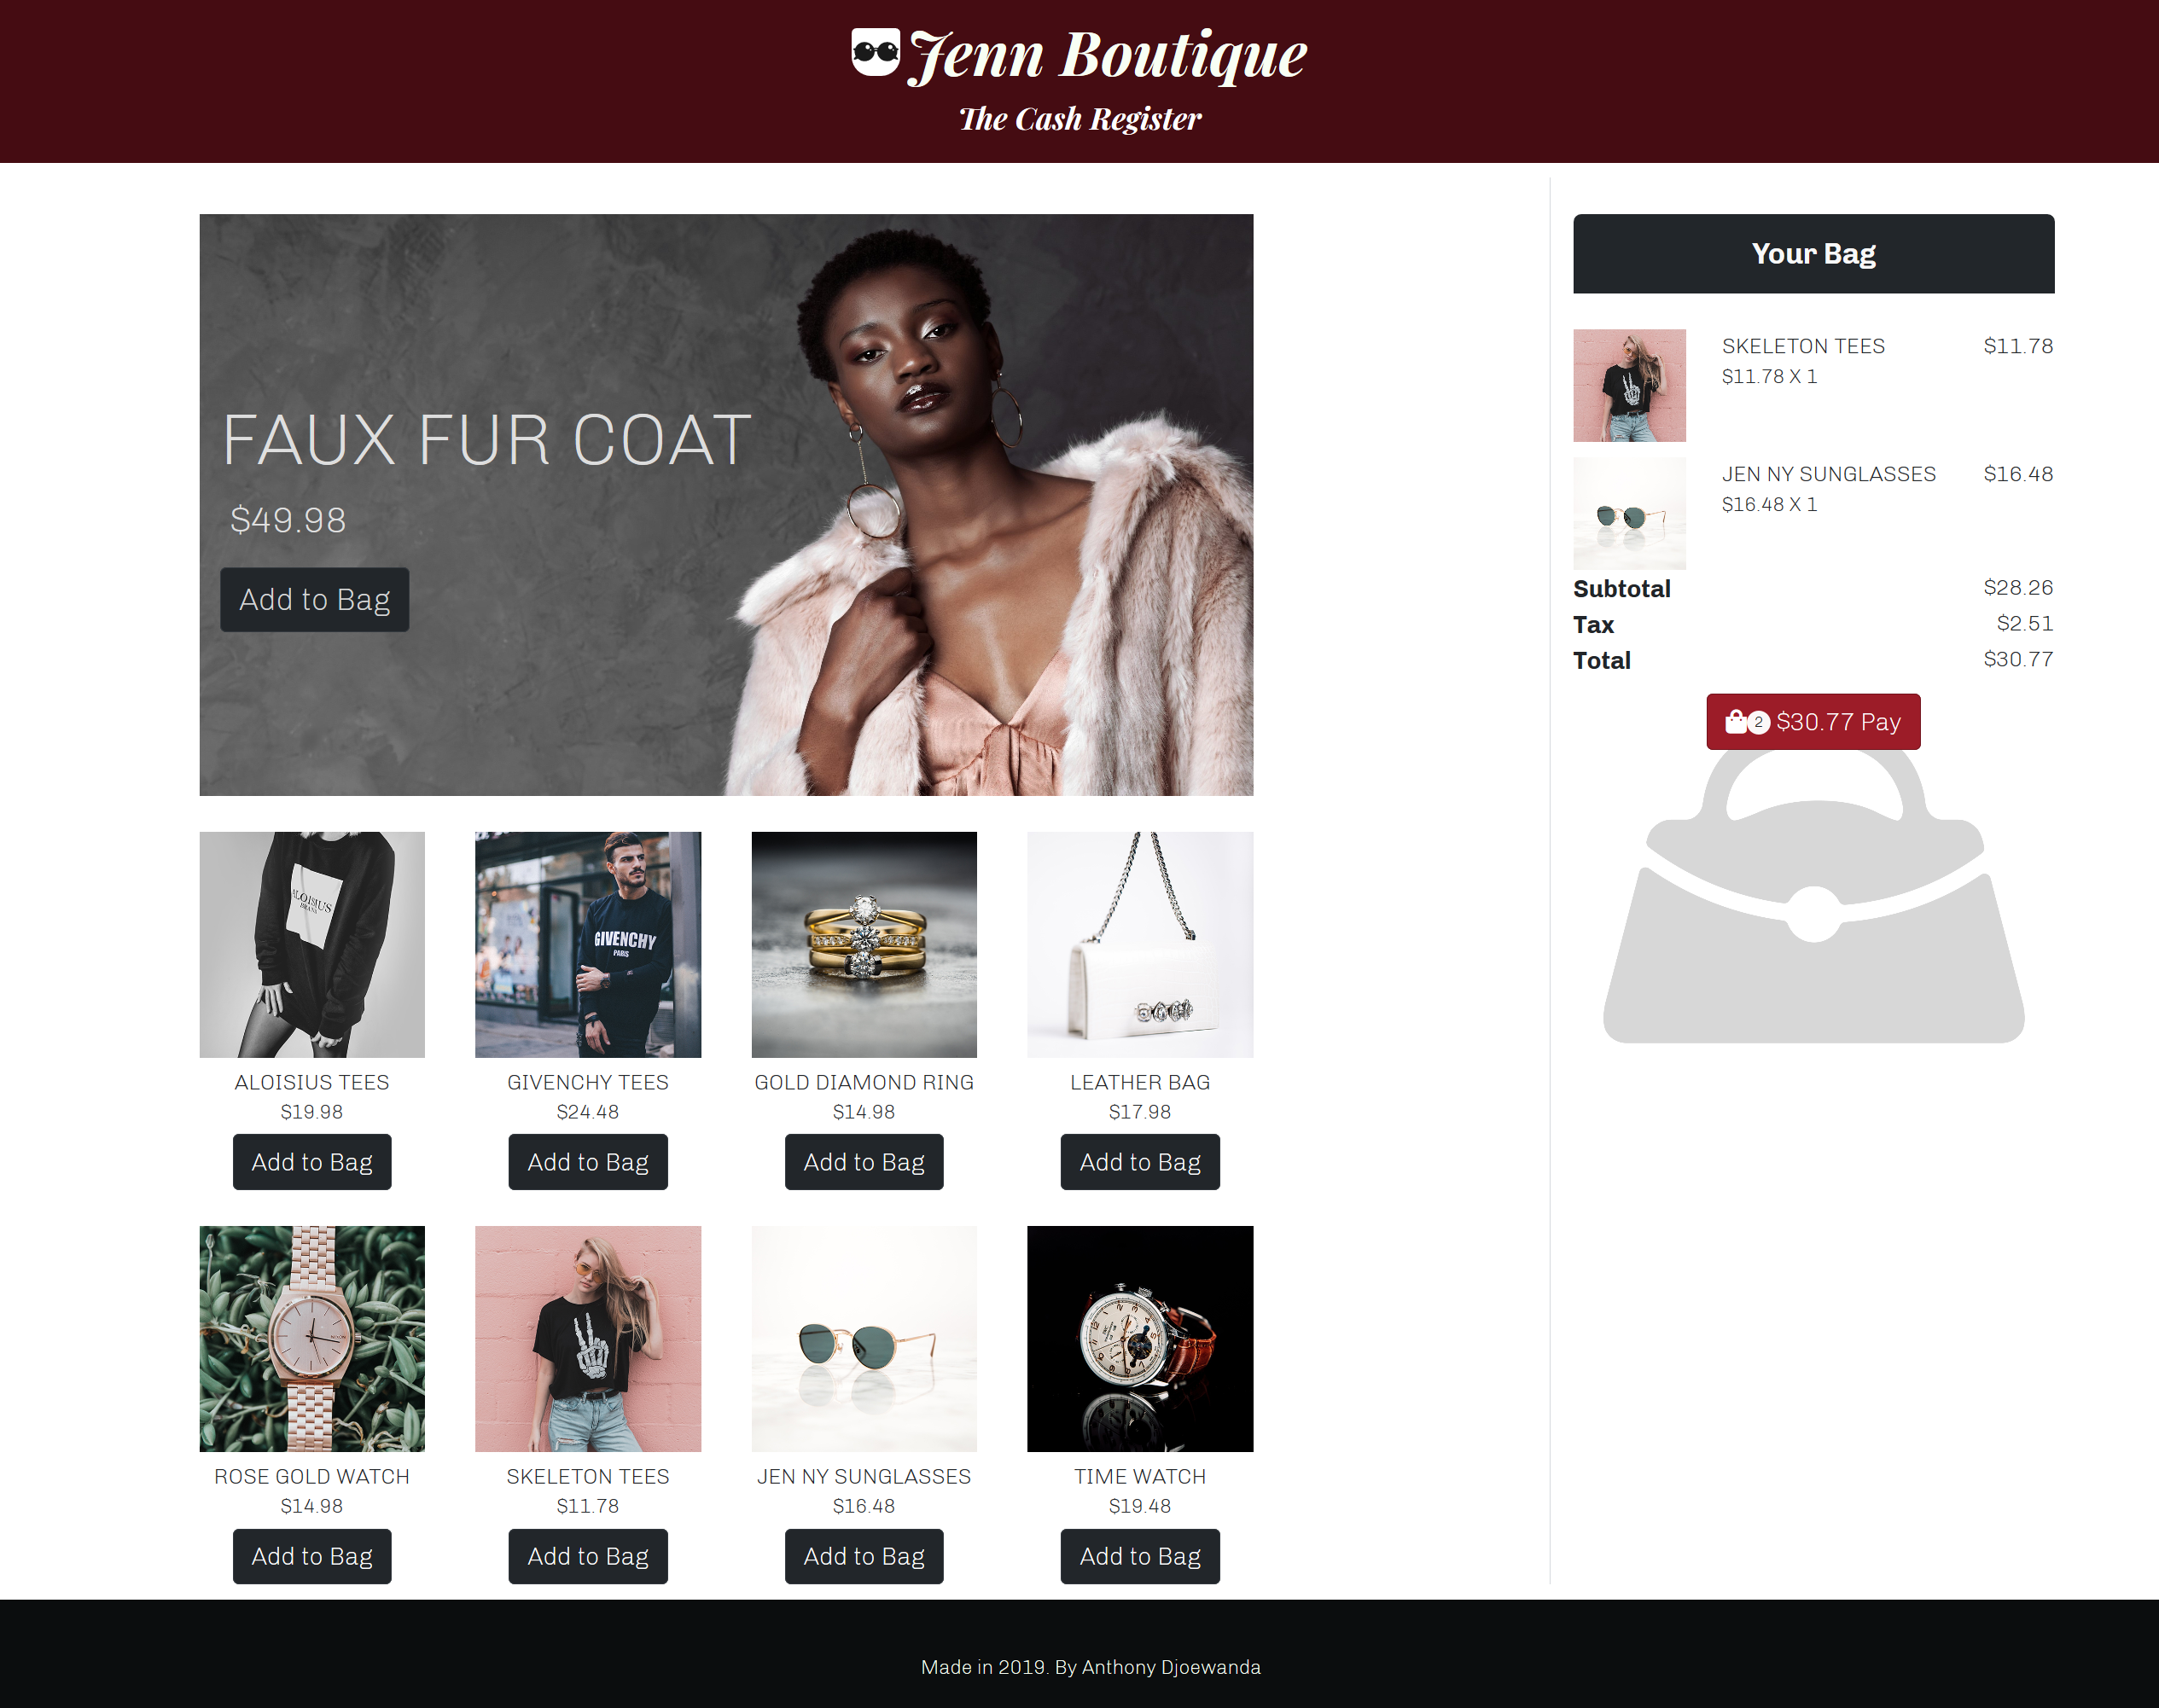 Jenn Boutique
The Cash Register
FAUX FUR COAT
$49.98
Add to Bag
ALOISIUS
GIVENCHY
PARIS
ALOISIUS TEES
$19.98
Add to Bag
GIVENCHY TEES
$24.48
Add to Bag
GOLD DIAMOND RING
$14.98
Add to Bag
LEATHER BAG
$17.98
Add to Bag
ROSE GOLD WATCH
$14.98
Add to Bag
SKELETON TEES
$11.78
Add to Bag
JEN NY SUNGLASSES
$16.48
Add to Bag
TIME WATCH
$19.48
Add to Bag
Your Bag
SKELETON TEES $11.78
$11.78 X 1
JEN NY SUNGLASSES $16.48
$16.48 X 1
Subtotal $28.26
Tax $2.51
Total $30.77
2 $30.77 Pay
Made in 2019. By Anthony Djoewanda